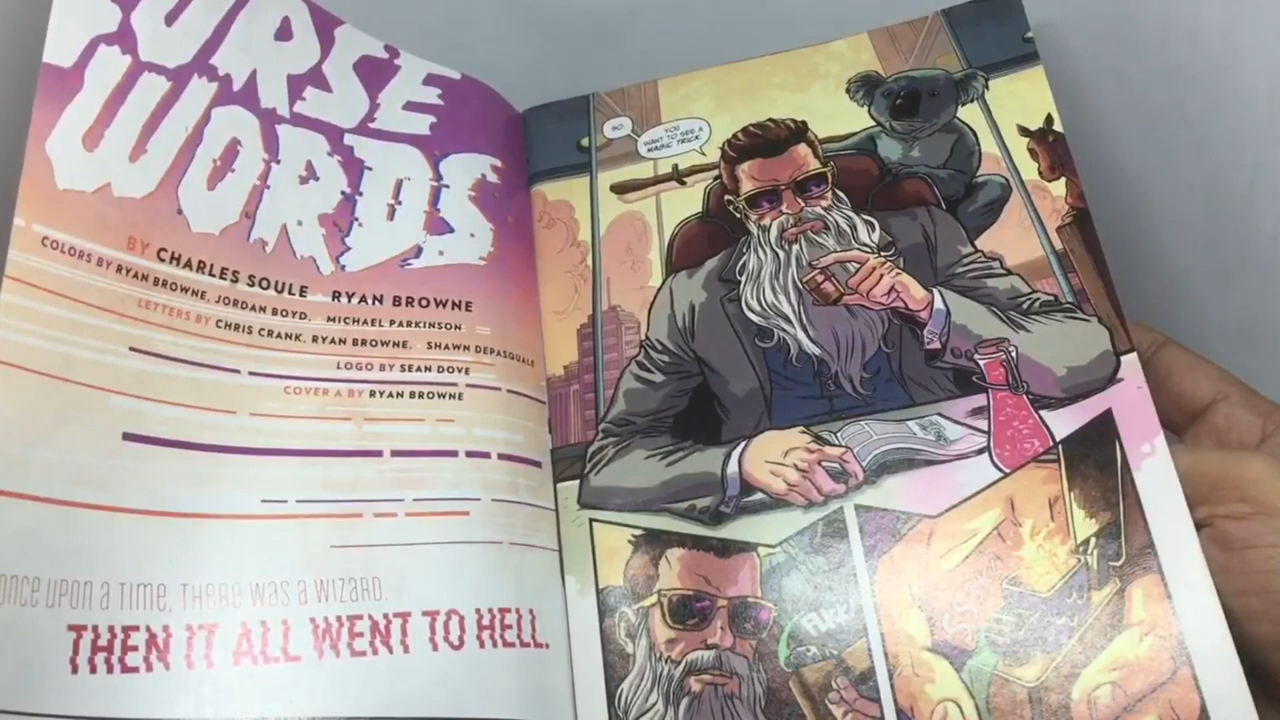 CURSE
WORDS
BY CHARLES SOULE RYAN BROWNE
COLORS BY RYAN BROWNE, JORDAN BOYD, MICHAEL PARKINSON
LETTERS BY CHRIS CRANK, RYAN BROWNE, SHAWN DEPASQUALE
LOGO BY SEAN DOVE
COVER A BY RYAN BROWNE
ONCE UPON A TIME, THERE WAS A WIZARD.
THEN IT ALL WENT TO HELL.
SO.
YOU
WANT TO SEE A
MAGIC TRICK.